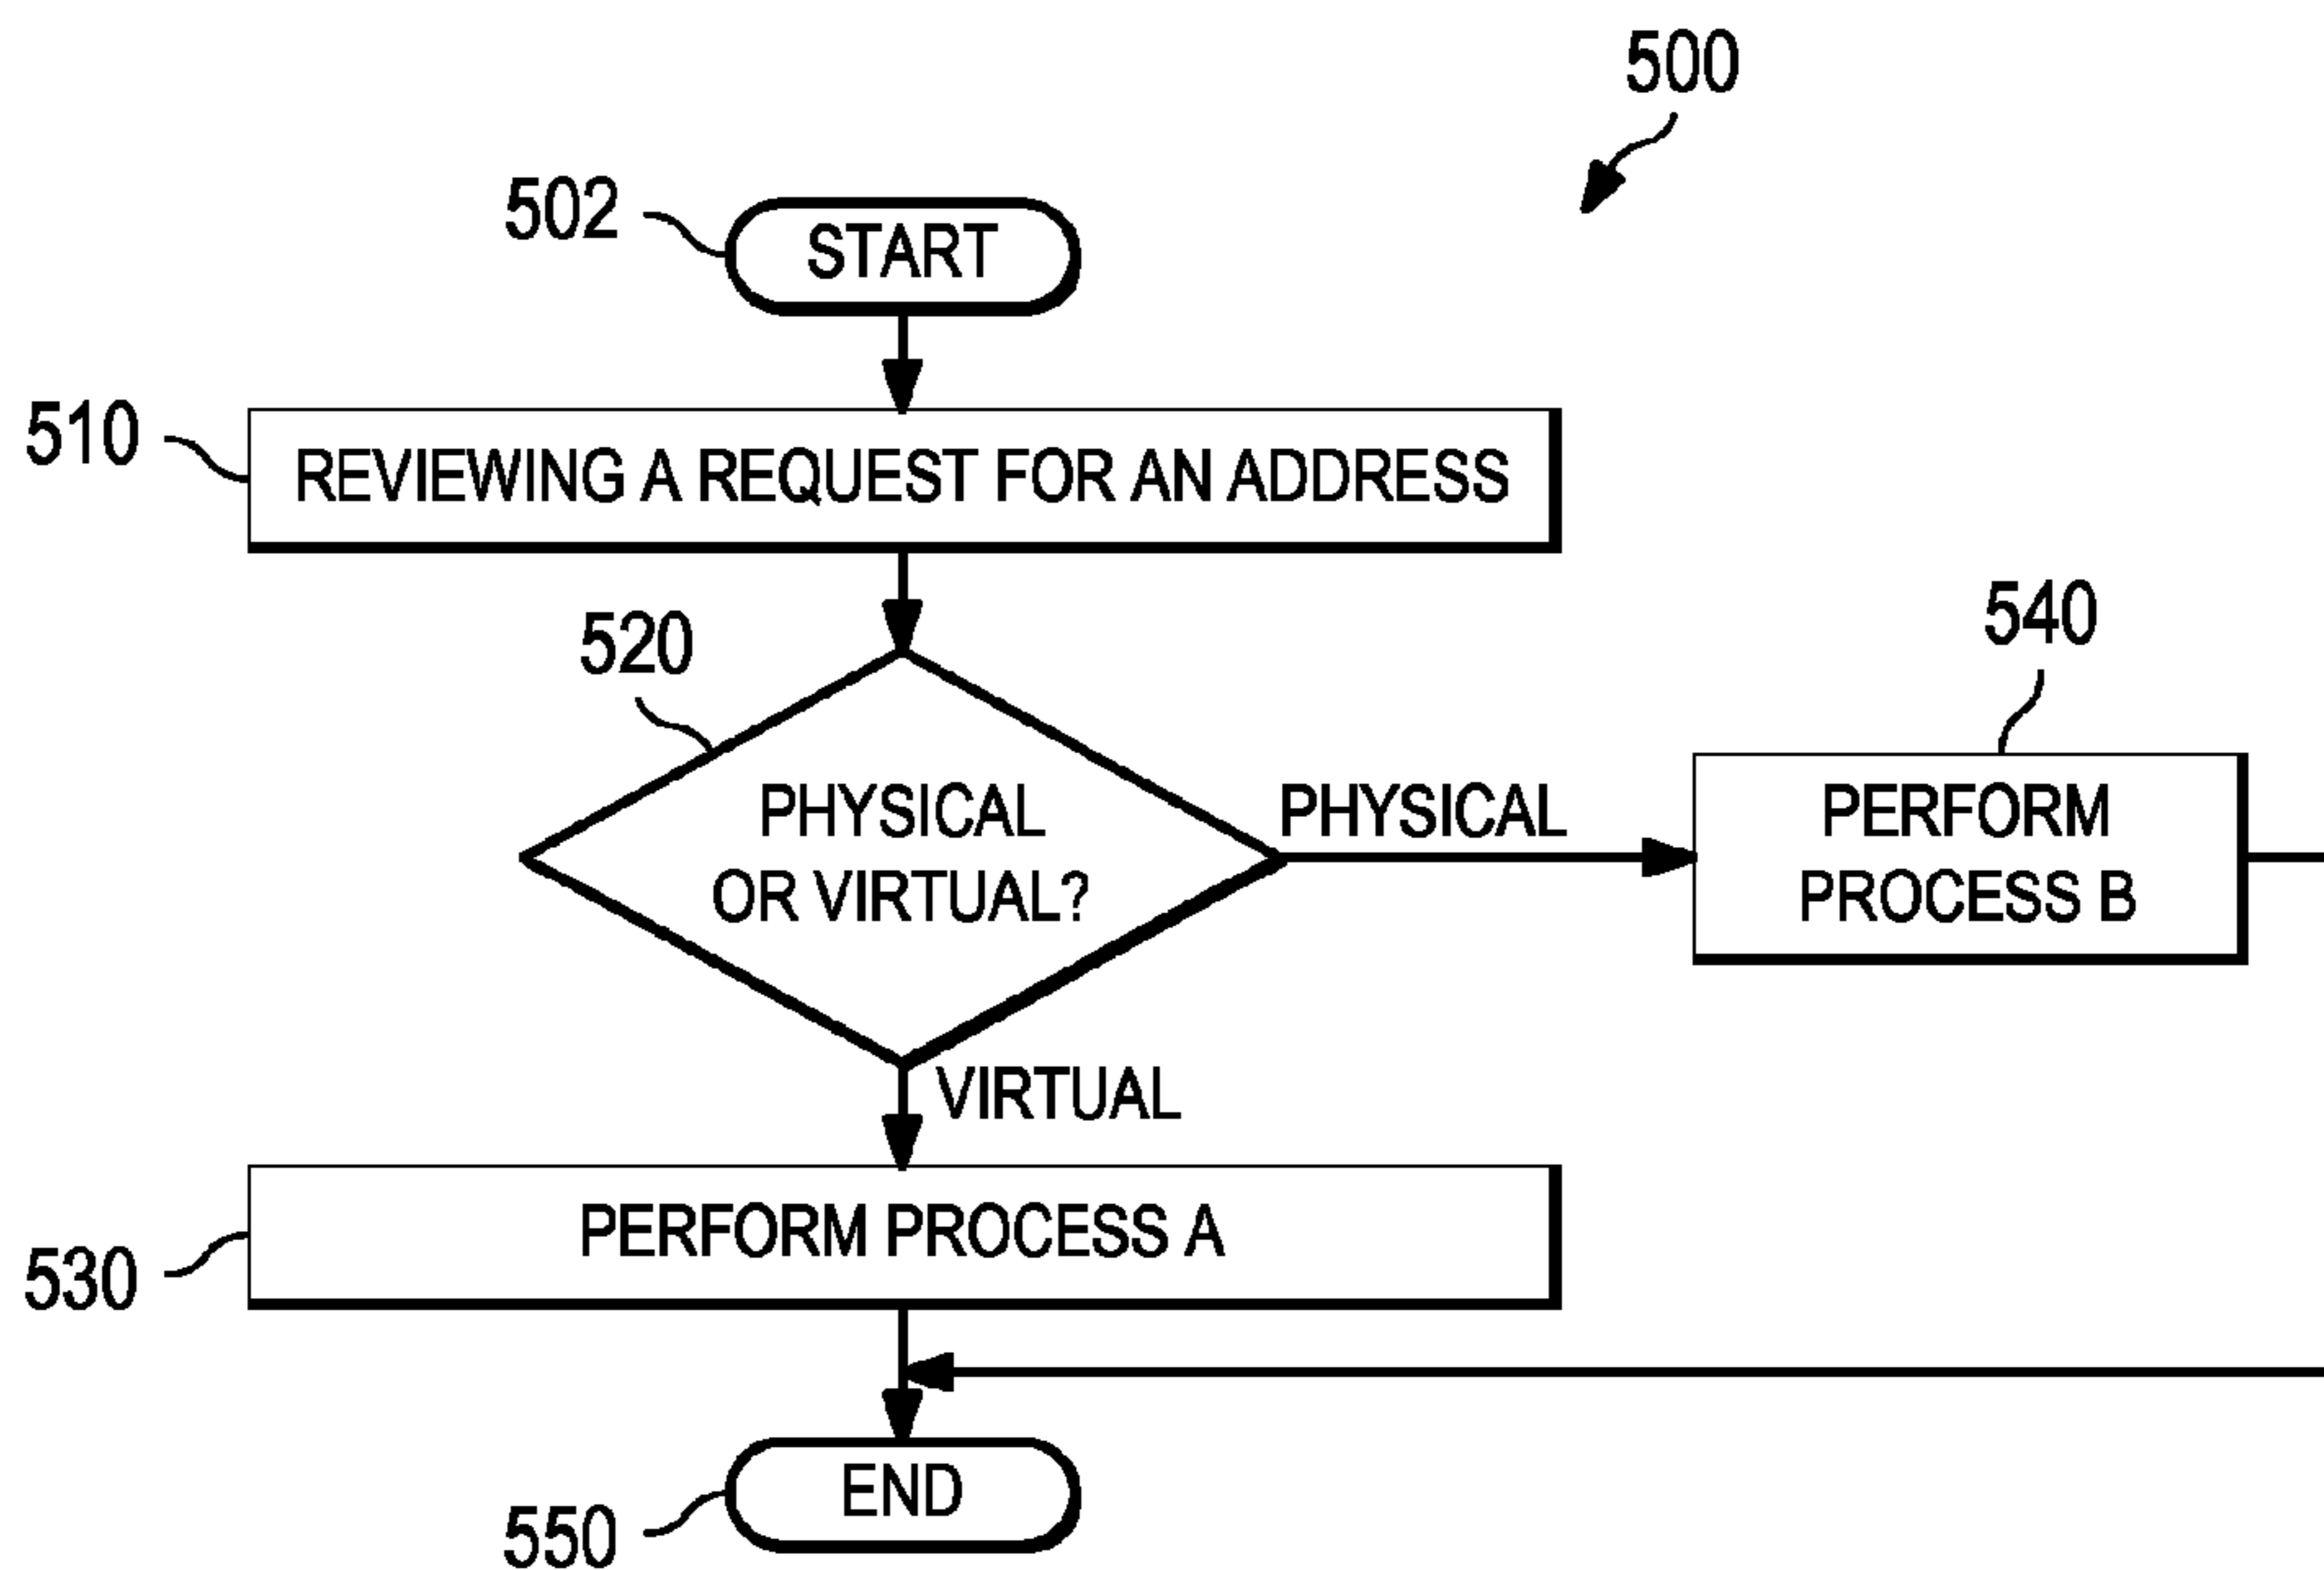 500
502
START
510
REVIEWING A REQUEST FOR AN ADDRESS
520
540
PHYSICAL
OR VIRTUAL?
PHYSICAL
PERFORM
PROCESS B
VIRTUAL
530
PERFORM PROCESS A
END
550